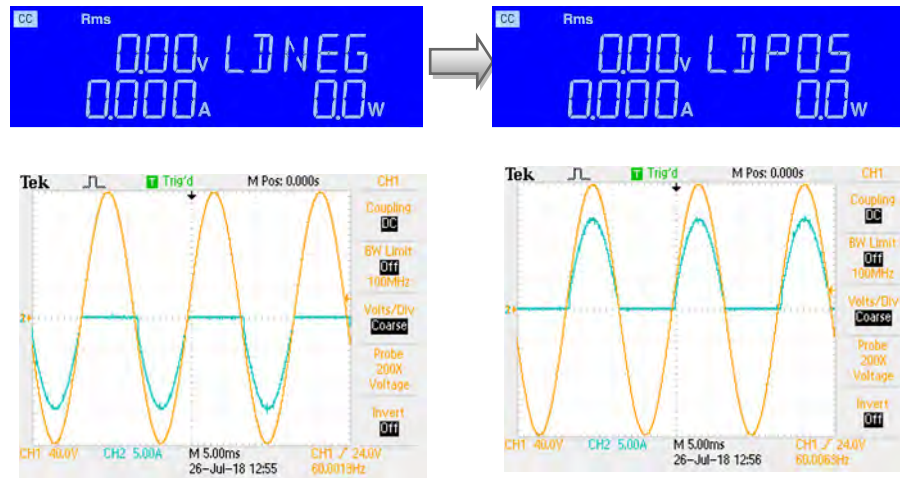 CC Rms
0.00V LDNEG
0.000A 0.0W
CC Rms
0.00V LDPOS
0.000A 0.0W
Tek T Trig'd M Pos: 0.000s CH1
Coupling
DC
BW Limit
Off
100MHz
Volts/Div
Coarse
Probe
200X
Voltage
Invert
Off
2
CH1 40.0V CH2 5.00A M 5.00ms CH1 24.0V
26-Jul-18 12:55 60.0013Hz
Tek T Trig'd M Pos: 0.000s CH1
Coupling
DC
BW Limit
Off
100MHz
Volts/Div
Coarse
Probe
200X
Voltage
Invert
Off
2
CH1 40.0V CH2 5.00A M 5.00ms CH1 24.0V
26-Jul-18 12:56